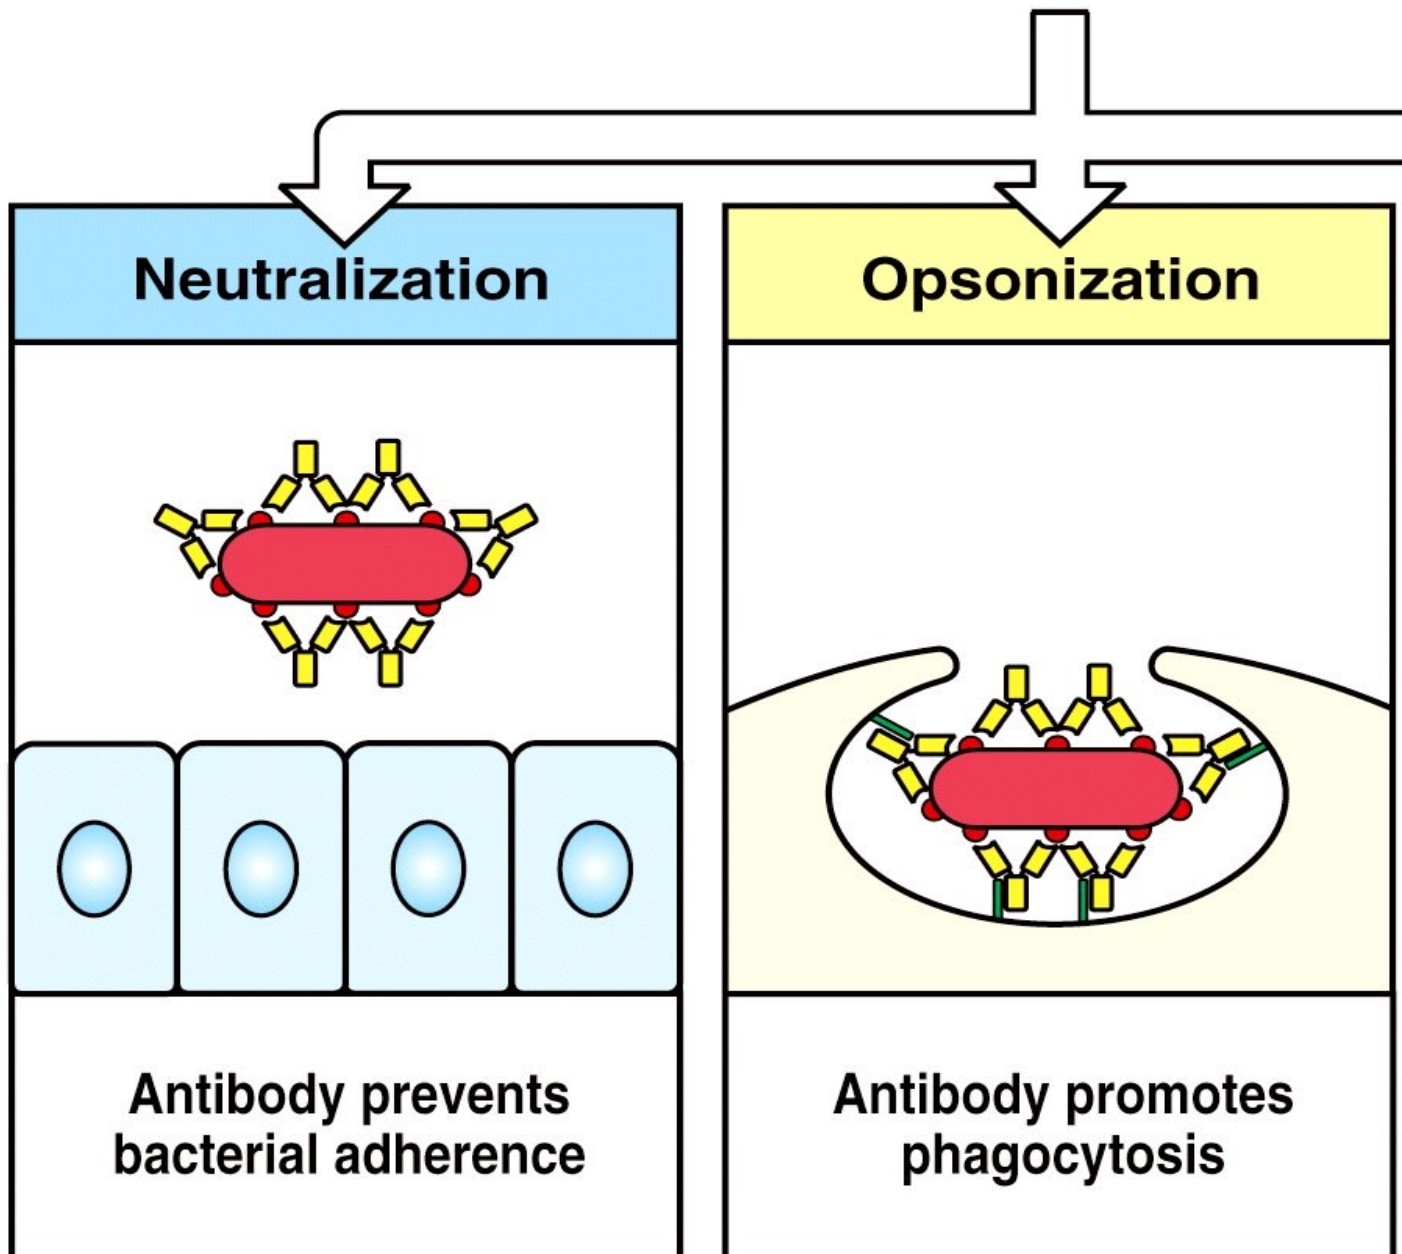 Neutralization
Opsonization
Antibody prevents
bacterial adherence
Antibody promotes
phagocytosis